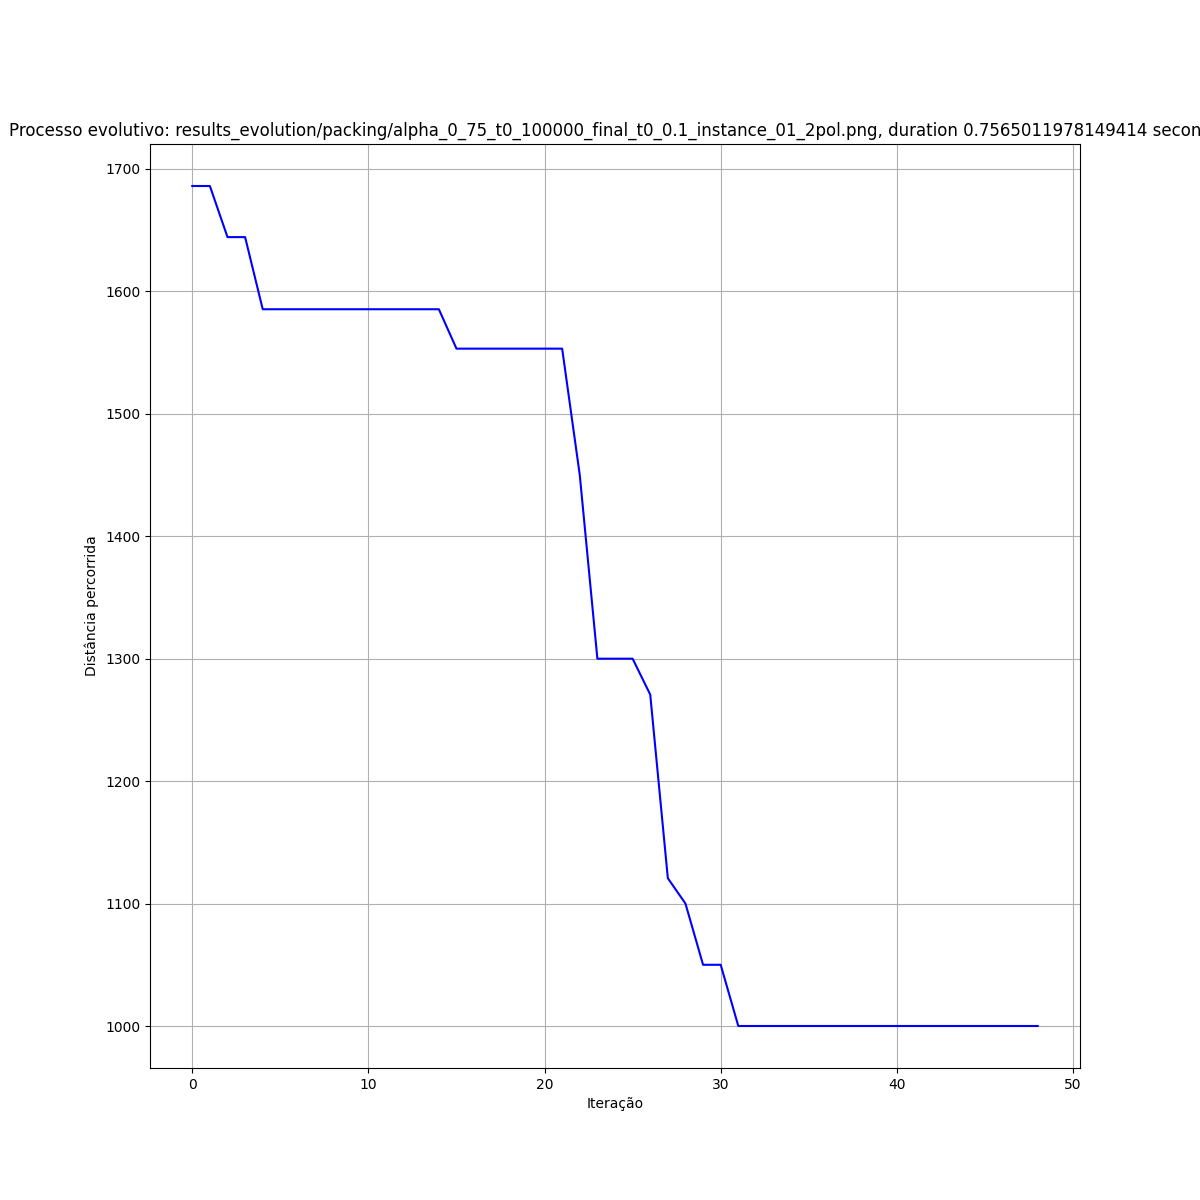 Processo evolutivo: results_evolution/packing/alpha_0_75_t0_100000_final_t0_0.1_instance_01_2pol.png, duration 0.7565011978149414 secon
1700
1600
1500
1400
1300
1200
1100
1000
Distância percorrida
0 10 20 30 40 50
Iteração